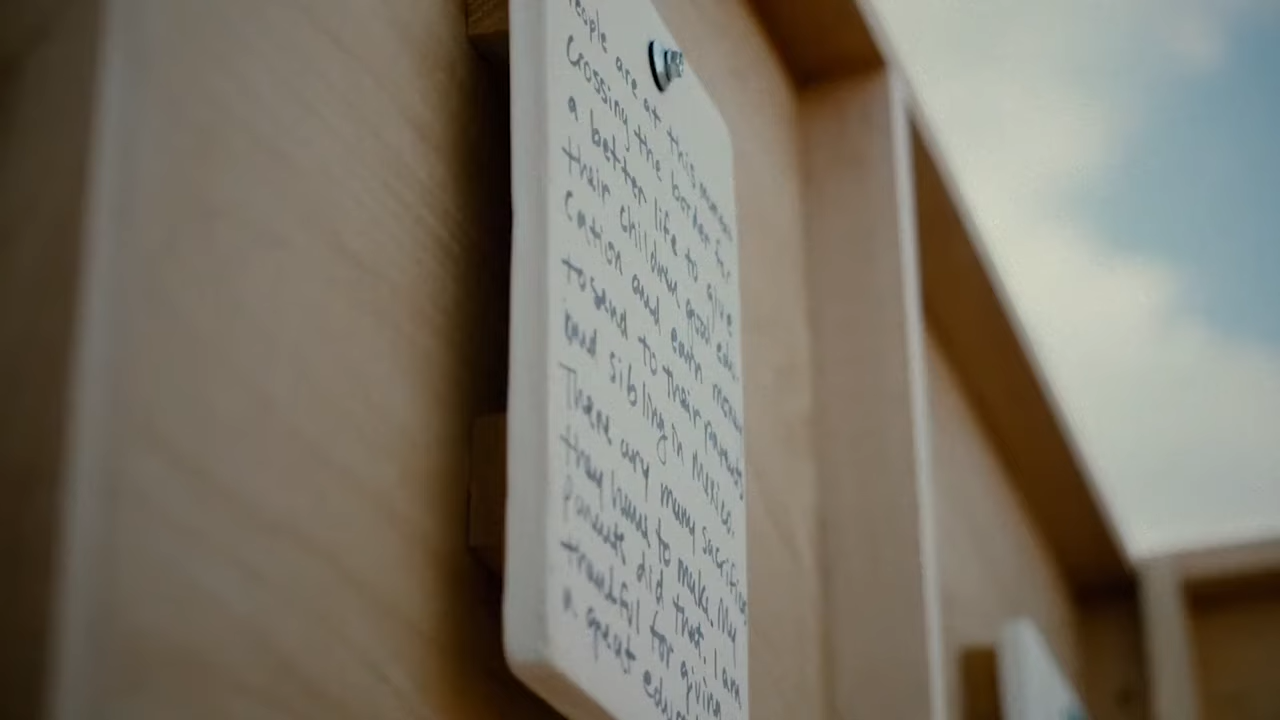 People are at this moment
Crossing the border for
a better life to give
their children good edu-
cation and earn money
to send to their parents
and sibling in Mexico.
There ary many sacrifices
they have to make. My
parents did that. I am
thankful for giving
a great